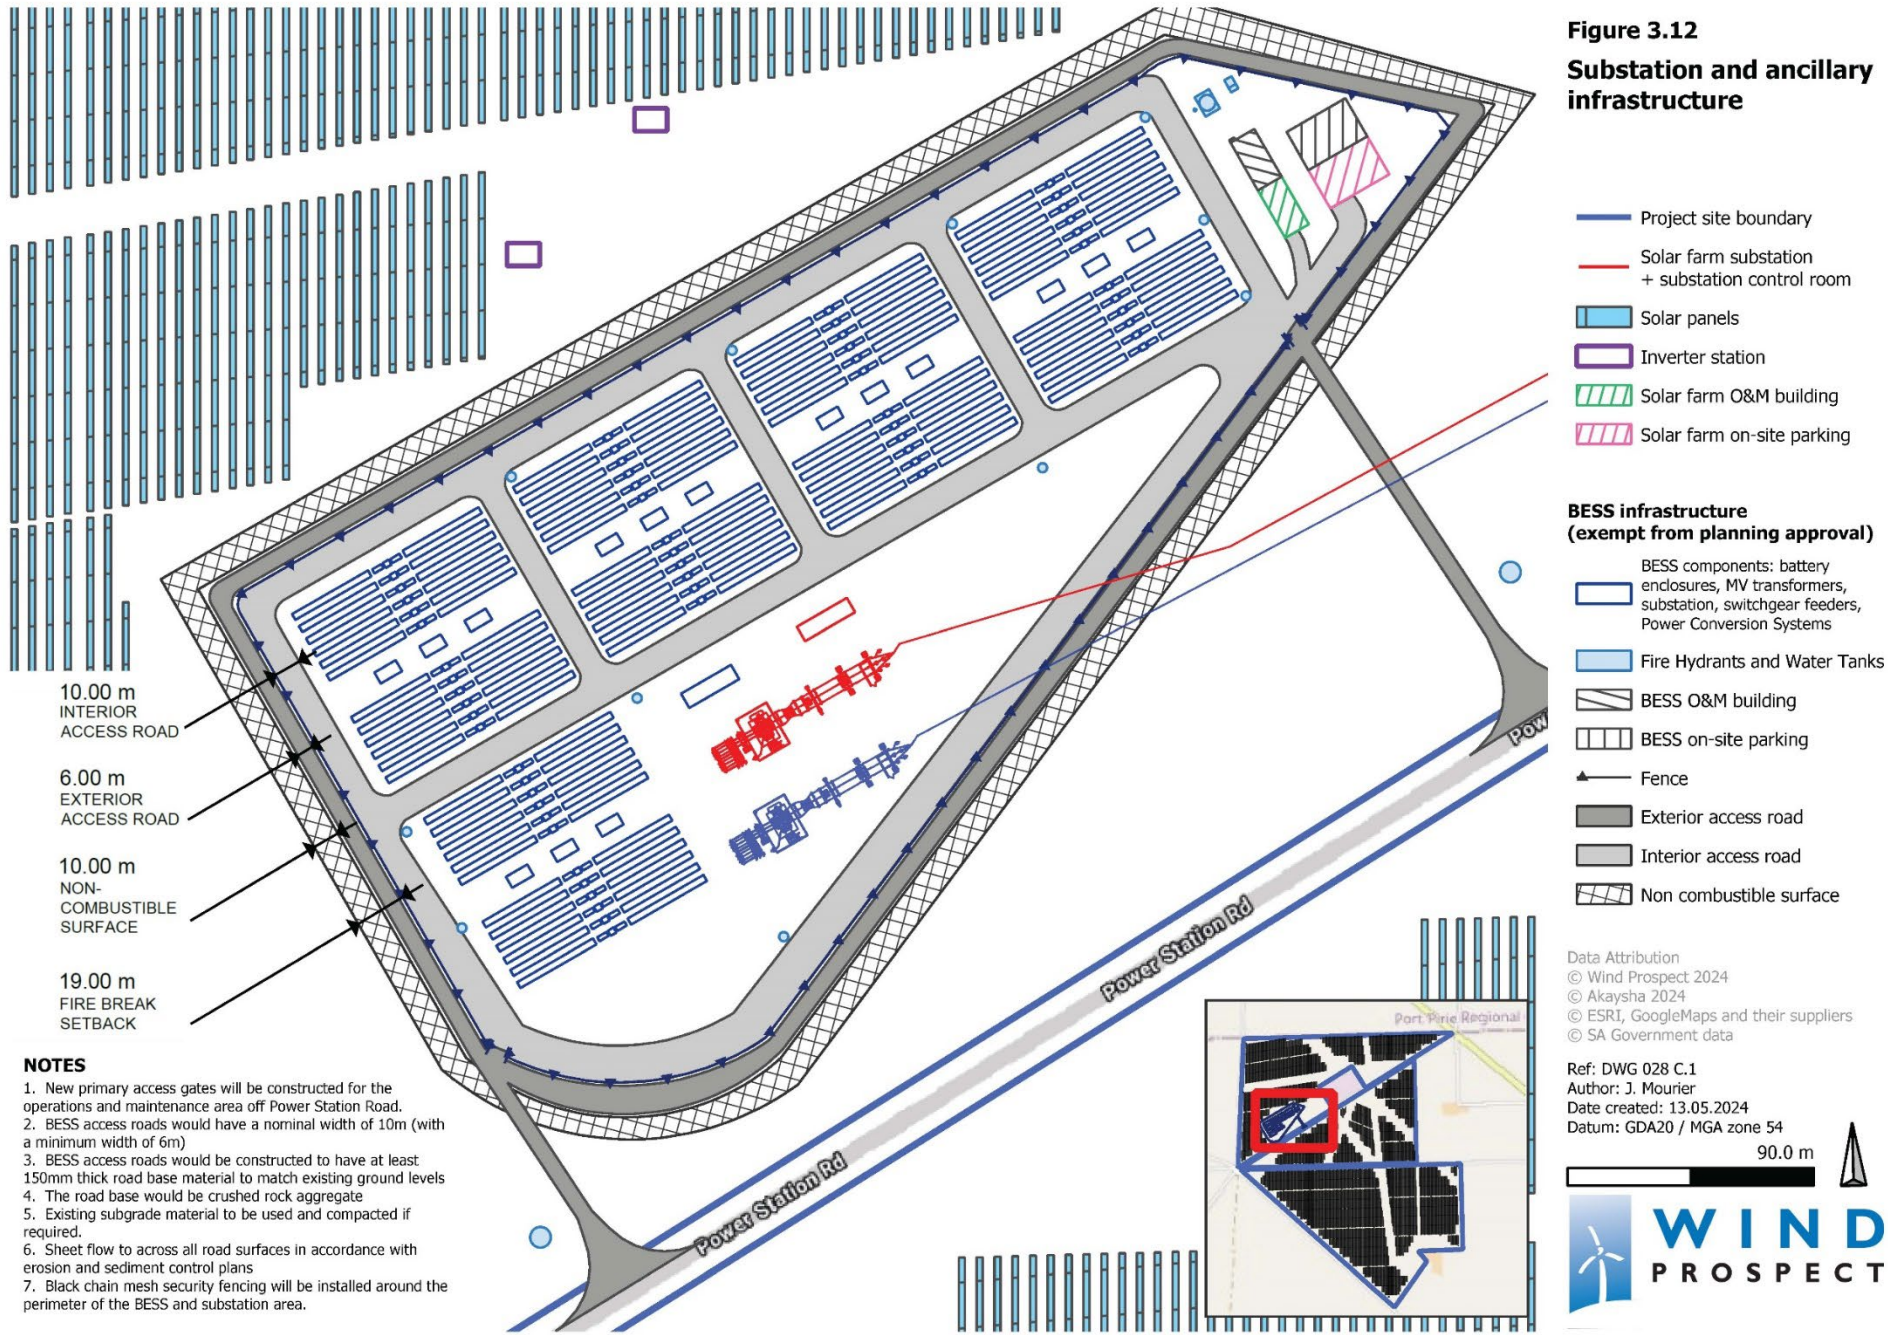 Figure 3.12
Substation and ancillary
infrastructure
Project site boundary
Solar farm substation
+ substation control room
Solar panels
Inverter station
Solar farm O&M building
Solar farm on-site parking
BESS infrastructure
(exempt from planning approval)
BESS components: battery
enclosures, MV transformers,
substation, switchgear feeders,
Power Conversion Systems
Fire Hydrants and Water Tanks
BESS O&M building
BESS on-site parking
Fence
Exterior access road
Interior access road
Non combustible surface
Data Attribution
© Wind Prospect 2024
© Akaysha 2024
© ESRI, GoogleMaps and their suppliers
© SA Government data
Ref: DWG 028 C.1
Author: J. Mourier
Date created: 13.05.2024
Datum: GDA20 / MGA zone 54
90.0 m
WIND
PROSPECT
10.00 m
INTERIOR
ACCESS ROAD
6.00 m
EXTERIOR
ACCESS ROAD
10.00 m
NON-
COMBUSTIBLE
SURFACE
19.00 m
FIRE BREAK
SETBACK
Pow
Power Station Rd
Power Station Rd
Port Pirie Regional
NOTES
1. New primary access gates will be constructed for the
operations and maintenance area off Power Station Road.
2. BESS access roads would have a nominal width of 10m (with
a minimum width of 6m)
3. BESS access roads would be constructed to have at least
150mm thick road base material to match existing ground levels
4. The road base would be crushed rock aggregate
5. Existing subgrade material to be used and compacted if
required.
6. Sheet flow to across all road surfaces in accordance with
erosion and sediment control plans
7. Black chain mesh security fencing will be installed around the
perimeter of the BESS and substation area.